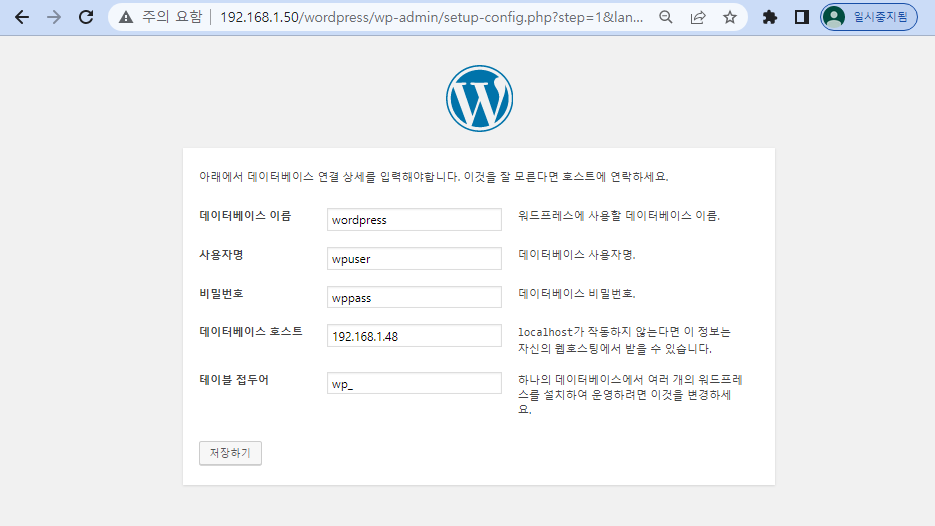 주의 요함 | 192.168.1.50/wordpress/wp-admin/setup-config.php?step=1&lan... 일시중지됨
아래에서 데이터베이스 연결 상세를 입력해야합니다. 이것을 잘 모른다면 호스트에 연락하세요.
데이터베이스 이름 wordpress 워드프레스에 사용할 데이터베이스 이름.
사용자명 wpuser 데이터베이스 사용자명.
비밀번호 wppass 데이터베이스 비밀번호.
데이터베이스 호스트 192.168.1.48 localhost가 작동하지 않는다면 이 정보는
자신의 웹호스팅에서 받을 수 있습니다.
테이블 접두어 wp_ 하나의 데이터베이스에서 여러 개의 워드프레
스를 설치하여 운영하려면 이것을 변경하세
요.
저장하기